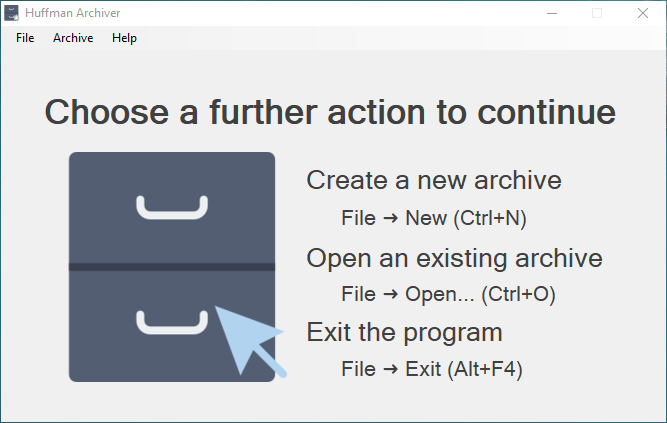 Huffman Archiver
File Archive Help
Choose a further action to continue
Create a new archive
File → New (Ctrl+N)
Open an existing archive
File → Open... (Ctrl+O)
Exit the program
File → Exit (Alt+F4)